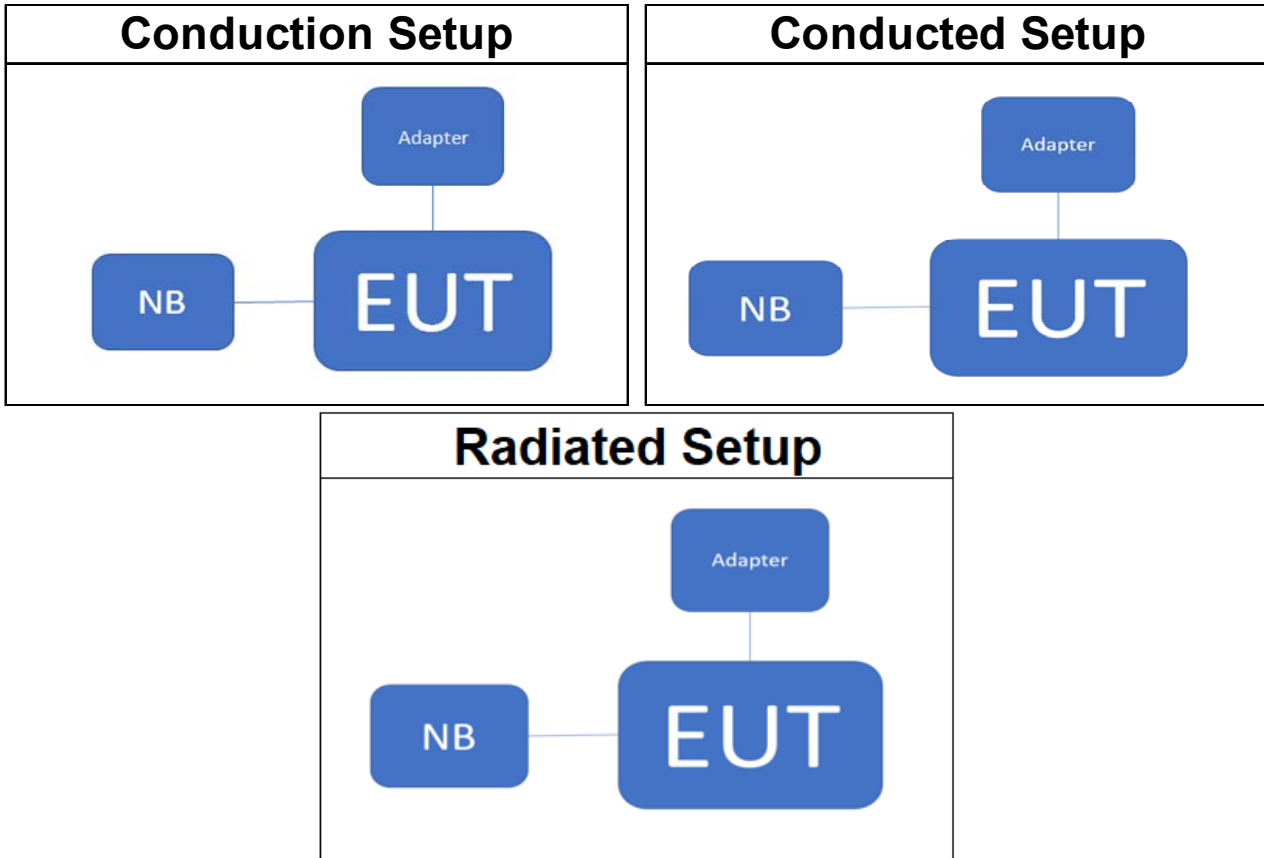 Conduction Setup
Adapter
NB
EUT
Conducted Setup
Adapter
NB
EUT
Radiated Setup
Adapter
NB
EUT